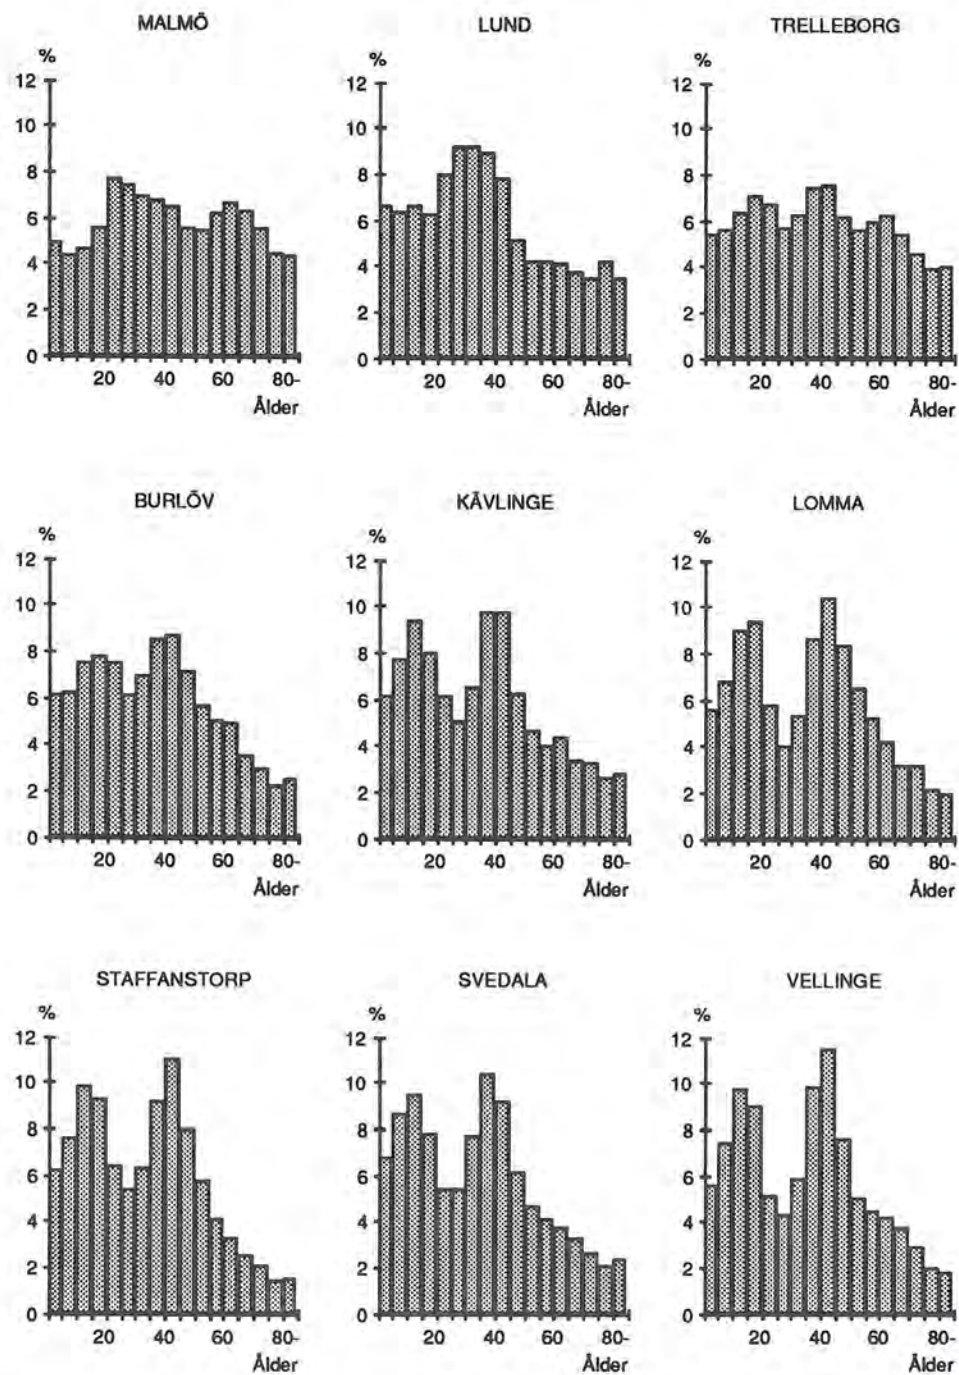 MALMÖ LUND TRELLEBORG
% % %
12 12 12
10 10 10
8 8 8
6 6 6
4 4 4
2 2 2
0 0 0
20 40 60 80- 20 40 60 80- 20 40 60 80-
Ålder Ålder Ålder
BURLÖV KÄVLINGE LOMMA
% % %
12 12 12
10 10 10
8 8 8
6 6 6
4 4 4
2 2 2
0 0 0
20 40 60 80- 20 40 60 80- 20 40 60 80-
Ålder Ålder Ålder
STAFFANSTORP SVEDALA VELLINGE
% % %
12 12 12
10 10 10
8 8 8
6 6 6
4 4 4
2 2 2
0 0 0
20 40 60 80- 20 40 60 80- 20 40 60 80-
Ålder Ålder Ålder